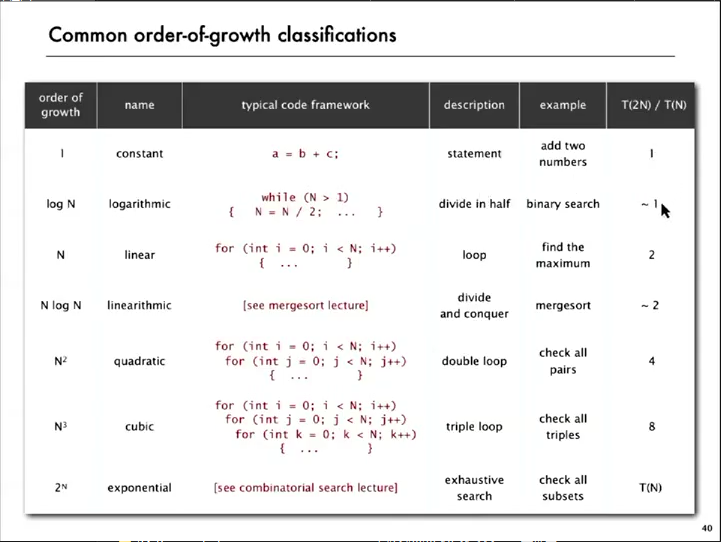 Common order-of-growth classifications
order of growth name typical code framework description example T(2N) / T(N)
1 constant a = b + c; statement add two numbers 1
log N logarithmic while (N > 1)
{ N = N / 2; ... } divide in half binary search ~ 1
N linear for (int i = 0; i < N; i++)
{ ... } loop find the maximum 2
N log N linearithmic [see mergesort lecture] divide and conquer mergesort ~ 2
N² quadratic for (int i = 0; i < N; i++)
for (int j = 0; j < N; j++)
{ ... } double loop check all pairs 4
N³ cubic for (int i = 0; i < N; i++)
for (int j = 0; j < N; j++)
for (int k = 0; k < N; k++)
{ ... } triple loop check all triples 8
2ᴺ exponential [see combinatorial search lecture] exhaustive search check all subsets T(N)
40